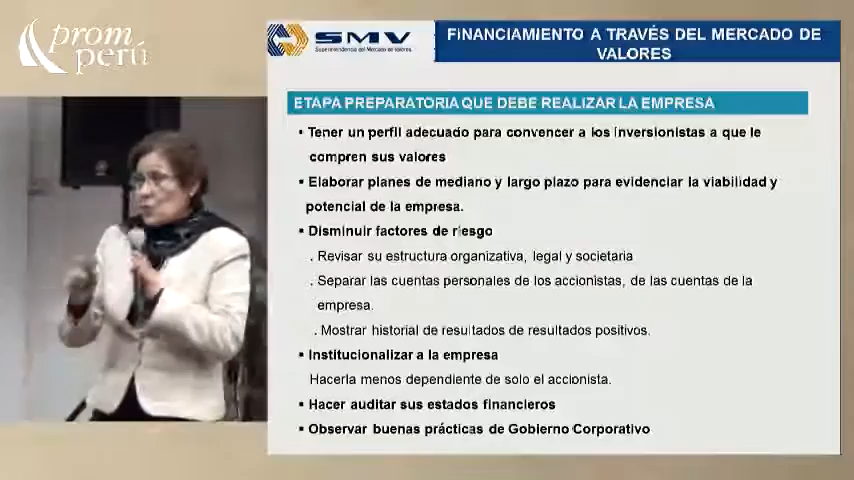 prom
perú
SMV
Superintendencia del Mercado de Valores
FINANCIAMIENTO A TRAVÉS DEL MERCADO DE
VALORES
ETAPA PREPARATORIA QUE DEBE REALIZAR LA EMPRESA
▪ Tener un perfil adecuado para convencer a los inversionistas a que le
compren sus valores
▪ Elaborar planes de mediano y largo plazo para evidenciar la viabilidad y
potencial de la empresa.
▪ Disminuir factores de riesgo
. Revisar su estructura organizativa, legal y societaria
. Separar las cuentas personales de los accionistas, de las cuentas de la
empresa.
. Mostrar historial de resultados de resultados positivos.
▪ Institucionalizar a la empresa
Hacerla menos dependiente de solo el accionista.
▪ Hacer auditar sus estados financieros
▪ Observar buenas prácticas de Gobierno Corporativo